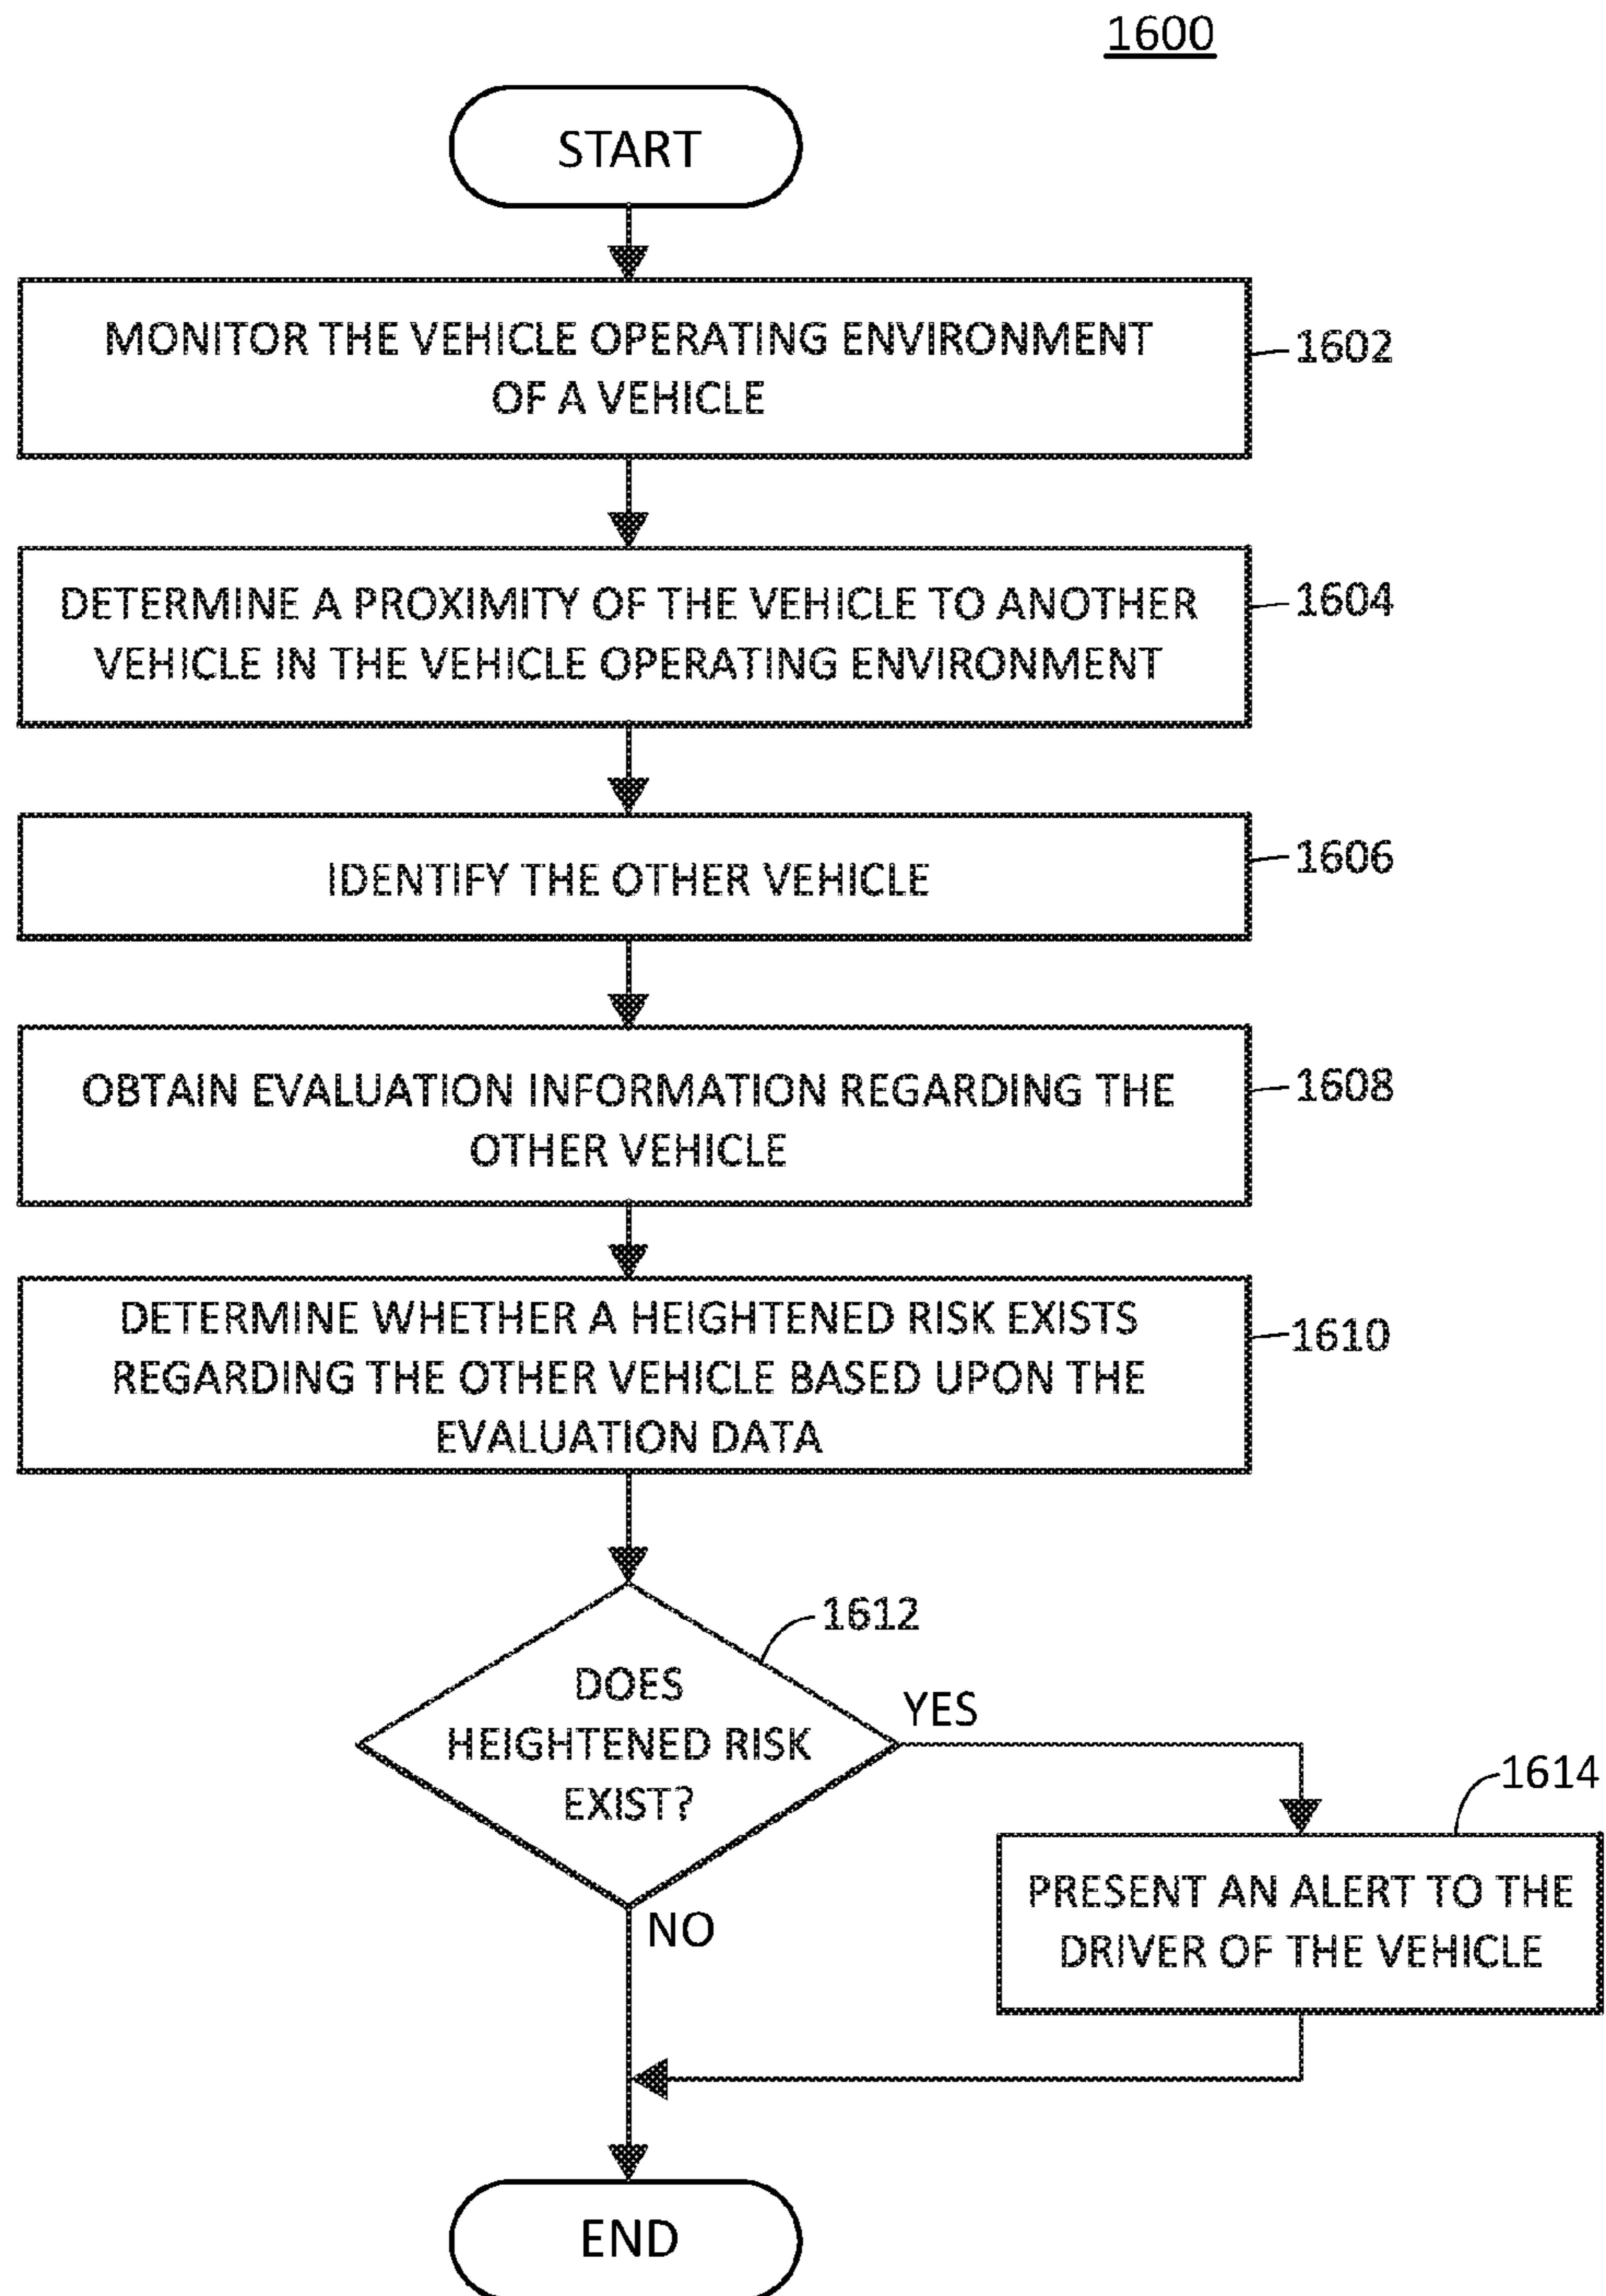 1600
START
MONITOR THE VEHICLE OPERATING ENVIRONMENT
OF A VEHICLE
1602
DETERMINE A PROXIMITY OF THE VEHICLE TO ANOTHER
VEHICLE IN THE VEHICLE OPERATING ENVIRONMENT
1604
IDENTIFY THE OTHER VEHICLE
1606
OBTAIN EVALUATION INFORMATION REGARDING THE
OTHER VEHICLE
1608
DETERMINE WHETHER A HEIGHTENED RISK EXISTS
REGARDING THE OTHER VEHICLE BASED UPON THE
EVALUATION DATA
1610
1612
DOES
HEIGHTENED RISK
EXIST?
YES
NO
1614
PRESENT AN ALERT TO THE
DRIVER OF THE VEHICLE
END